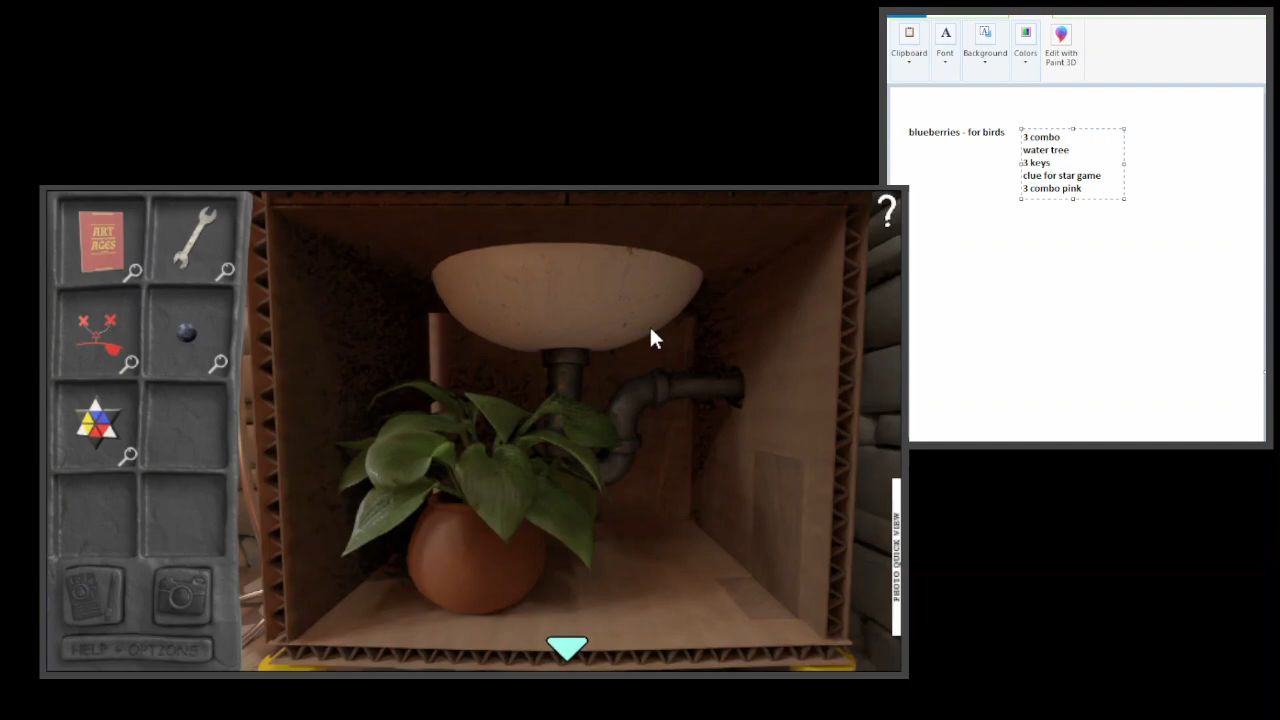 Clipboard
Font
Background
Colors
Edit with
Paint 3D
blueberries - for birds
3 combo
water tree
3 keys
clue for star game
3 combo pink
?
ART
AGES
PHOTO QUICK VIEW
HELP + OPTIONS